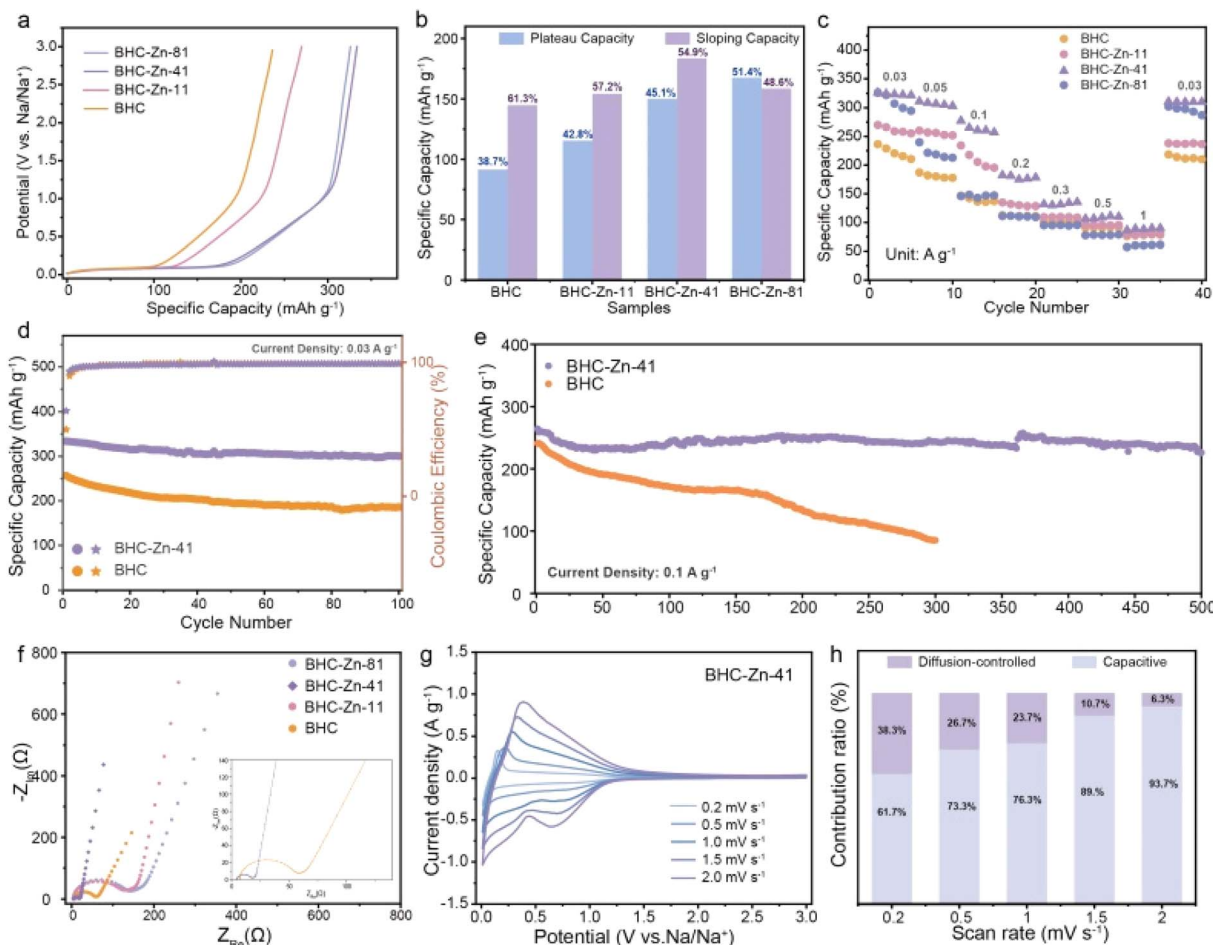 a
Potential (V vs. Na/Na⁺)
3.0
2.5
2.0
1.5
1.0
0.5
0.0
BHC-Zn-81
BHC-Zn-41
BHC-Zn-11
BHC
0
100
200
300
Specific Capacity (mAh g⁻¹)
b
Specific Capacity (mAh g⁻¹)
200
150
100
50
0
Plateau Capacity
Sloping Capacity
38.7%
61.3%
42.8%
57.2%
45.1%
54.9%
51.4%
48.6%
BHC
BHC-Zn-11
BHC-Zn-41
BHC-Zn-81
Samples
c
Specific Capacity (mAh g⁻¹)
400
350
300
250
200
150
100
50
0
BHC
BHC-Zn-11
BHC-Zn-41
BHC-Zn-81
0.03
0.05
0.1
0.2
0.3
0.5
1
0.03
Unit: A g⁻¹
0
10
20
30
40
Cycle Number
d
Specific Capacity (mAh g⁻¹)
500
400
300
200
100
0
Current Density: 0.03 A g⁻¹
100
0
Coulombic Efficiency (%)
BHC-Zn-41
BHC
0
20
40
60
80
100
Cycle Number
e
Specific Capacity (mAh g⁻¹)
400
300
200
100
0
BHC-Zn-41
BHC
Current Density: 0.1 A g⁻¹
0
50
100
150
200
250
300
350
400
450
500
f
-Z_Im(Ω)
800
600
400
200
0
BHC-Zn-81
BHC-Zn-41
BHC-Zn-11
BHC
140
120
100
80
60
40
20
0
0
50
100
0
200
400
600
800
Z_Re(Ω)
g
Current density (A g⁻¹)
1.5
1.0
0.5
0.0
-0.5
-1.0
-1.5
BHC-Zn-41
0.2 mV s⁻¹
0.5 mV s⁻¹
1.0 mV s⁻¹
1.5 mV s⁻¹
2.0 mV s⁻¹
0.0
0.5
1.0
1.5
2.0
2.5
3.0
Potential (V vs.Na/Na⁺)
h
Contribution ratio (%)
Diffusion-controlled
Capacitive
38.3%
26.7%
23.7%
10.7%
6.3%
61.7%
73.3%
76.3%
89.%
93.7%
0.2
0.5
1
1.5
2
Scan rate (mV s⁻¹)